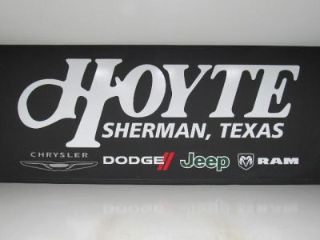 HOYTE
SHERMAN, TEXAS
CHRYSLER DODGE Jeep RAM